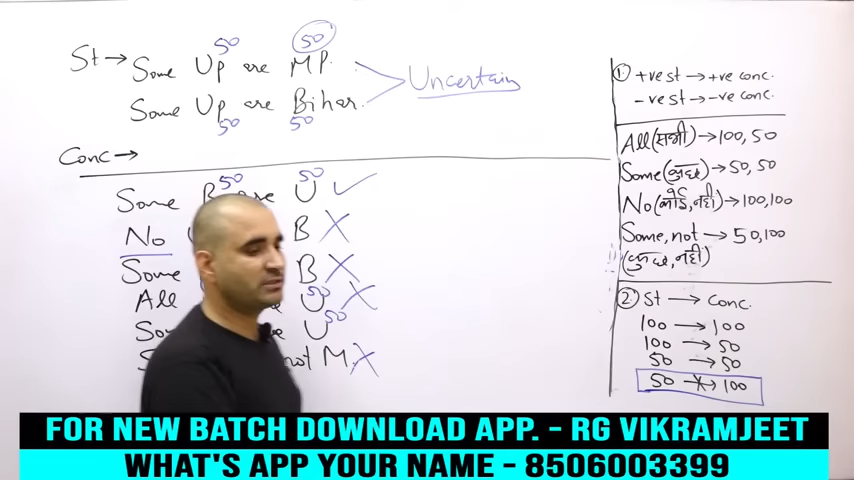 St → Some Up 50 are MP. 50
Some Up 50 are Bihar. 50
Uncertain
Conc →
Some B 50 U 50 ✓
No B ✗
Some B ✗
All U 50 ✗
So U 50
not M ✗
① +ve st → +ve conc.
-ve st → -ve conc.
All (सभी) → 100, 50
Some (कुछ) → 50, 50
No (कोई, नहीं) → 100, 100
Some, not → 50, 100
(कुछ, नहीं)
② St → Conc.
100 → 100
100 → 50
50 → 50
50 ✗→ 100
FOR NEW BATCH DOWNLOAD APP. - RG VIKRAMJEET
WHAT'S APP YOUR NAME - 8506003399